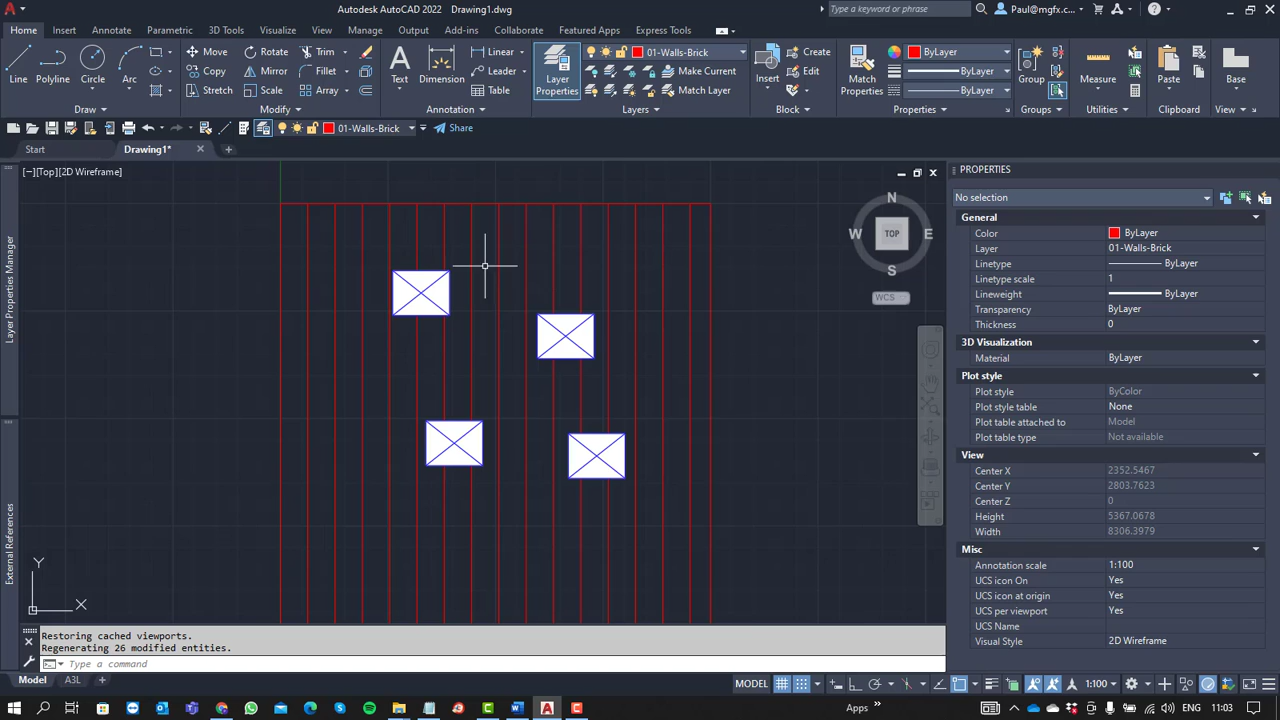 Autodesk AutoCAD 2022 Drawing1.dwg
Type a keyword or phrase
Paul@mgfx.c...
Home Insert Annotate Parametric 3D Tools Visualize View Manage Output Add-ins Collaborate Featured Apps Express Tools
Line
Polyline
Circle
Arc
Draw
Move
Rotate
Trim
Copy
Mirror
Fillet
Stretch
Scale
Array
Modify
Text
Dimension
Linear
Leader
Table
Annotation
Layer
Properties
01-Walls-Brick
Make Current
Match Layer
Layers
Insert
Create
Edit
Block
Match
Properties
ByLayer
ByLayer
ByLayer
Properties
Group
Groups
Measure
Utilities
Paste
Clipboard
Base
View
01-Walls-Brick
Share
Start
Drawing1*
[−][Top][2D Wireframe]
N
W
TOP
E
S
WCS
Layer Properties Manager
External References
Y
X
PROPERTIES
No selection
General
Color ByLayer
Layer 01-Walls-Brick
Linetype ByLayer
Linetype scale 1
Lineweight ByLayer
Transparency ByLayer
Thickness 0
3D Visualization
Material ByLayer
Plot style
Plot style ByColor
Plot style table None
Plot table attached to Model
Plot table type Not available
View
Center X 2352.5467
Center Y 2803.7623
Center Z 0
Height 5367.0678
Width 8306.3979
Misc
Annotation scale 1:100
UCS icon On Yes
UCS icon at origin Yes
UCS per viewport Yes
UCS Name
Visual Style 2D Wireframe
Restoring cached viewports.
Regenerating 26 modified entities.
Type a command
Model A3L
MODEL
1:100
Apps
ENG 11:03